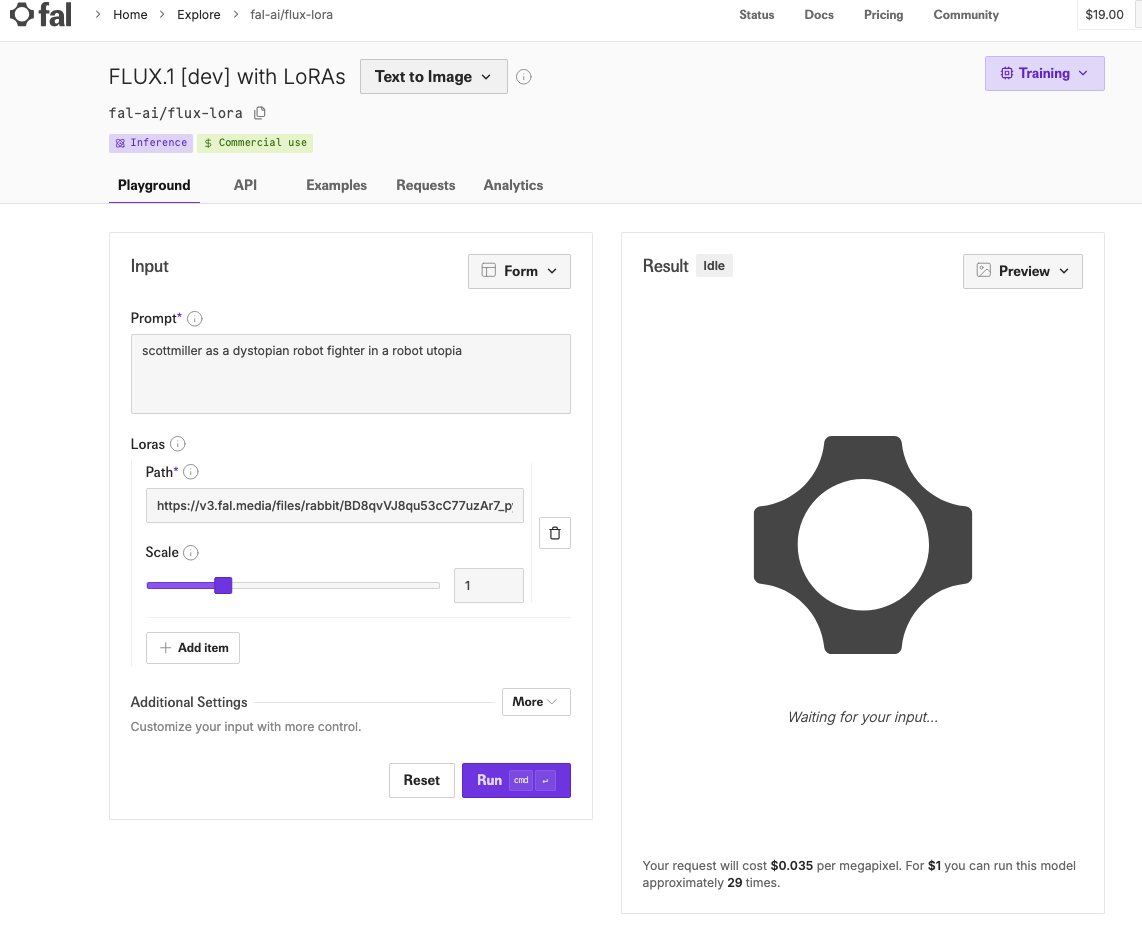 fal
Home
Explore
fal-ai/flux-lora
Status
Docs
Pricing
Community
$19.00
FLUX.1 [dev] with LoRAs
Text to Image
Training
fal-ai/flux-lora
Inference
Commercial use
Playground
API
Examples
Requests
Analytics
Input
Form
Prompt*
scottmiller as a dystopian robot fighter in a robot utopia
Loras
Path*
https://v3.fal.media/files/rabbit/BD8qvVJ8qu53cC77uzAr7_p
Scale
1
Add item
Additional Settings
More
Customize your input with more control.
Reset
Run cmd ↵
Result
Idle
Preview
Waiting for your input...
Your request will cost $0.035 per megapixel. For $1 you can run this model
approximately 29 times.